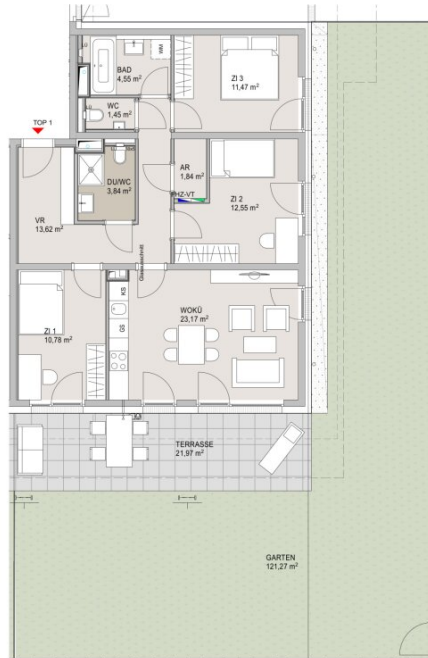 BAD
4,55 m²
WM
ZI 3
11,47 m²
WC
1,45 m²
TOP 1
AR
1,84 m²
DU/WC
3,84 m²
ZI 2
12,55 m²
VR
13,62 m²
KS
WOKÜ
23,17 m²
GS
ZI 1
10,78 m²
TERRASSE
21,97 m²
GARTEN
121,27 m²